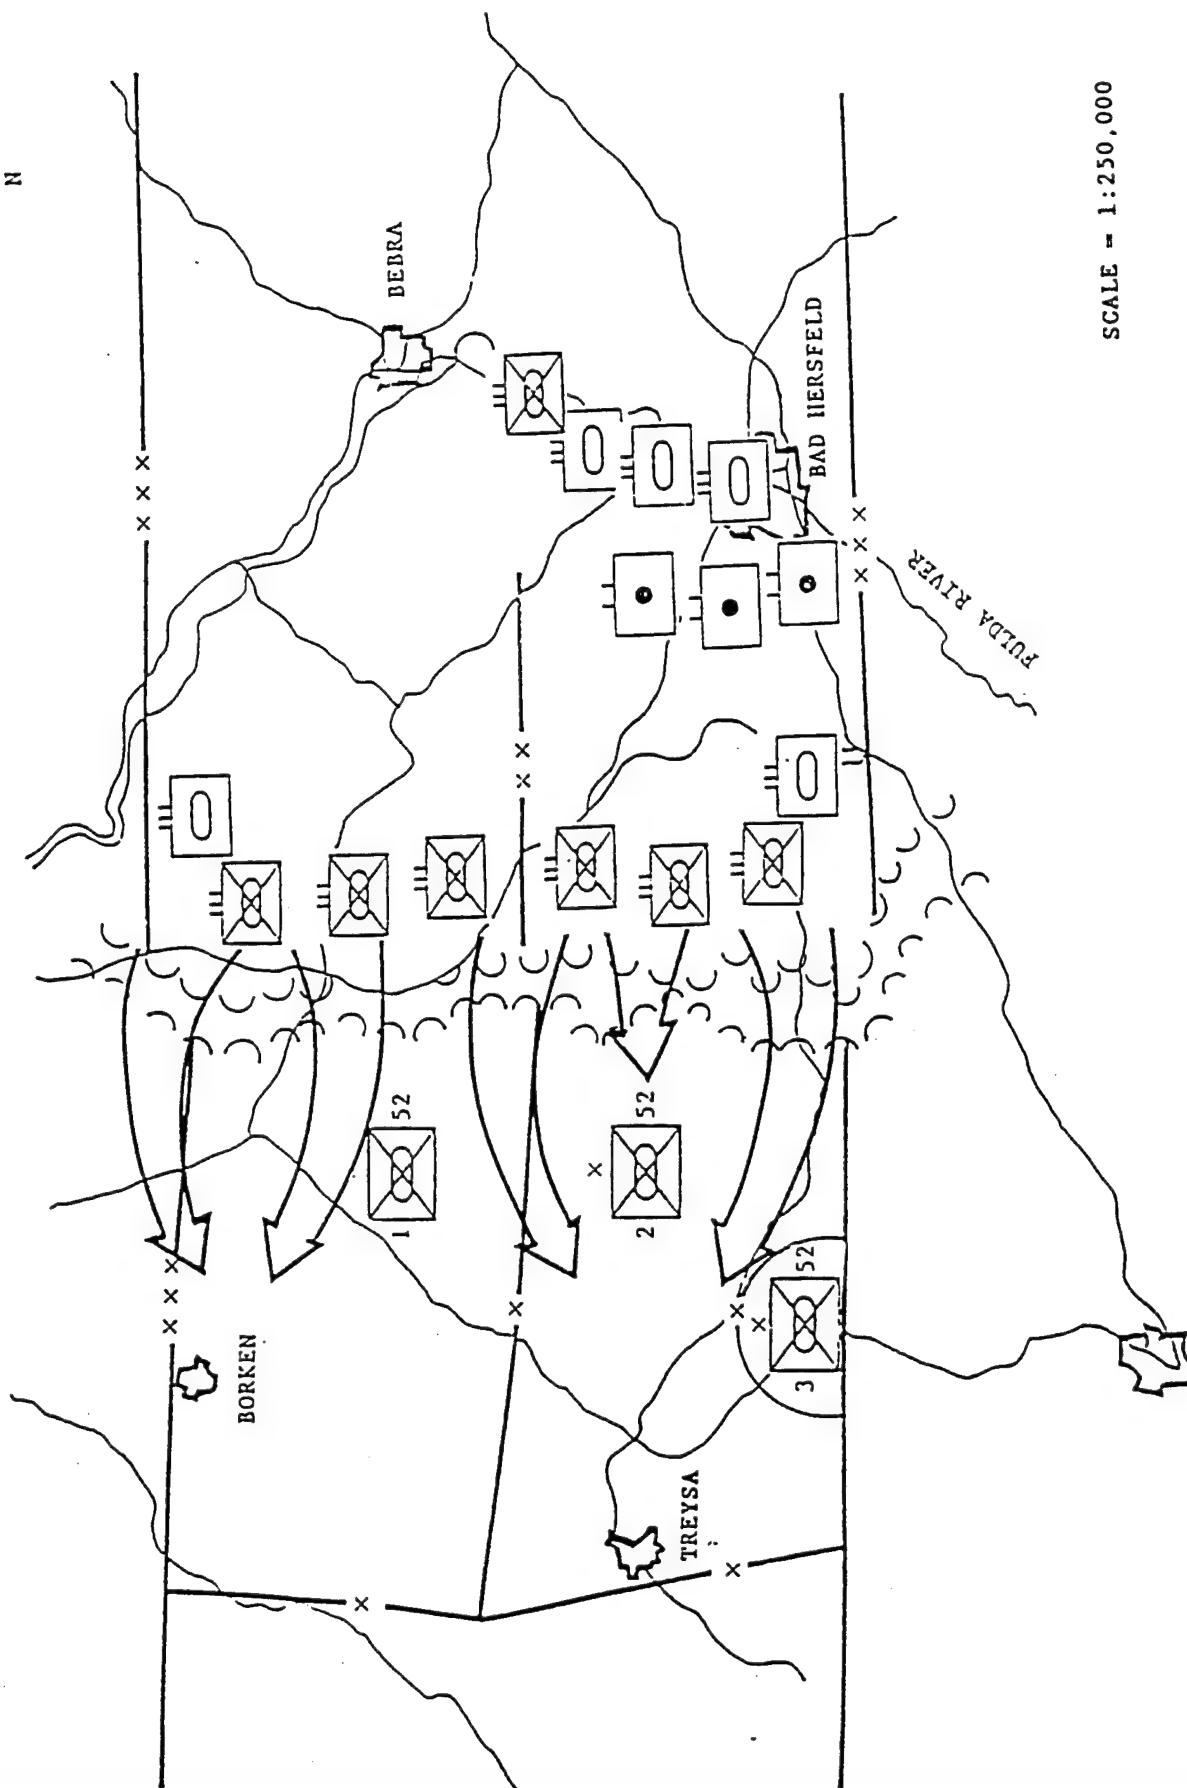 N
BEBRA
BAD HERSFELD
FULDA RIVER
SCALE = 1:250,000
X X X
X X X
X X
1 52
X
2 52
X
3 52
X X X
X
X
BORKEN
TREYSA
X
X